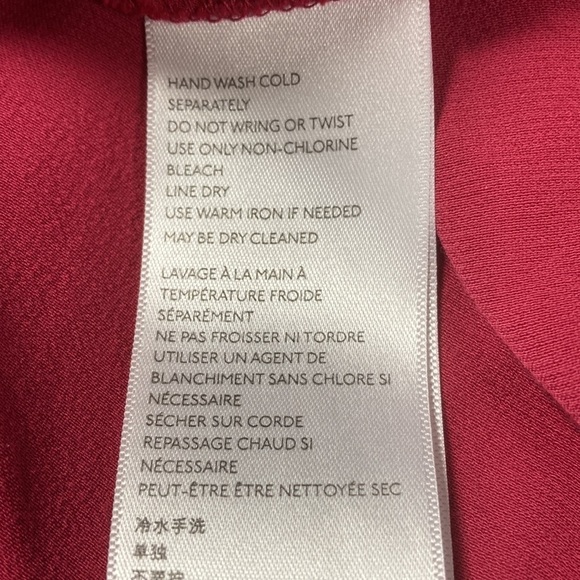 HAND WASH COLD
SEPARATELY
DO NOT WRING OR TWIST
USE ONLY NON-CHLORINE
BLEACH
LINE DRY
USE WARM IRON IF NEEDED
MAY BE DRY CLEANED
LAVAGE À LA MAIN À
TEMPÉRATURE FROIDE
SÉPARÉMENT
NE PAS FROISSER NI TORDRE
UTILISER UN AGENT DE
BLANCHIMENT SANS CHLORE SI
NÉCESSAIRE
SÉCHER SUR CORDE
REPASSAGE CHAUD SI
NÉCESSAIRE
PEUT-ÊTRE ÊTRE NETTOYÉE SEC
冷水手洗
单独
不要拧